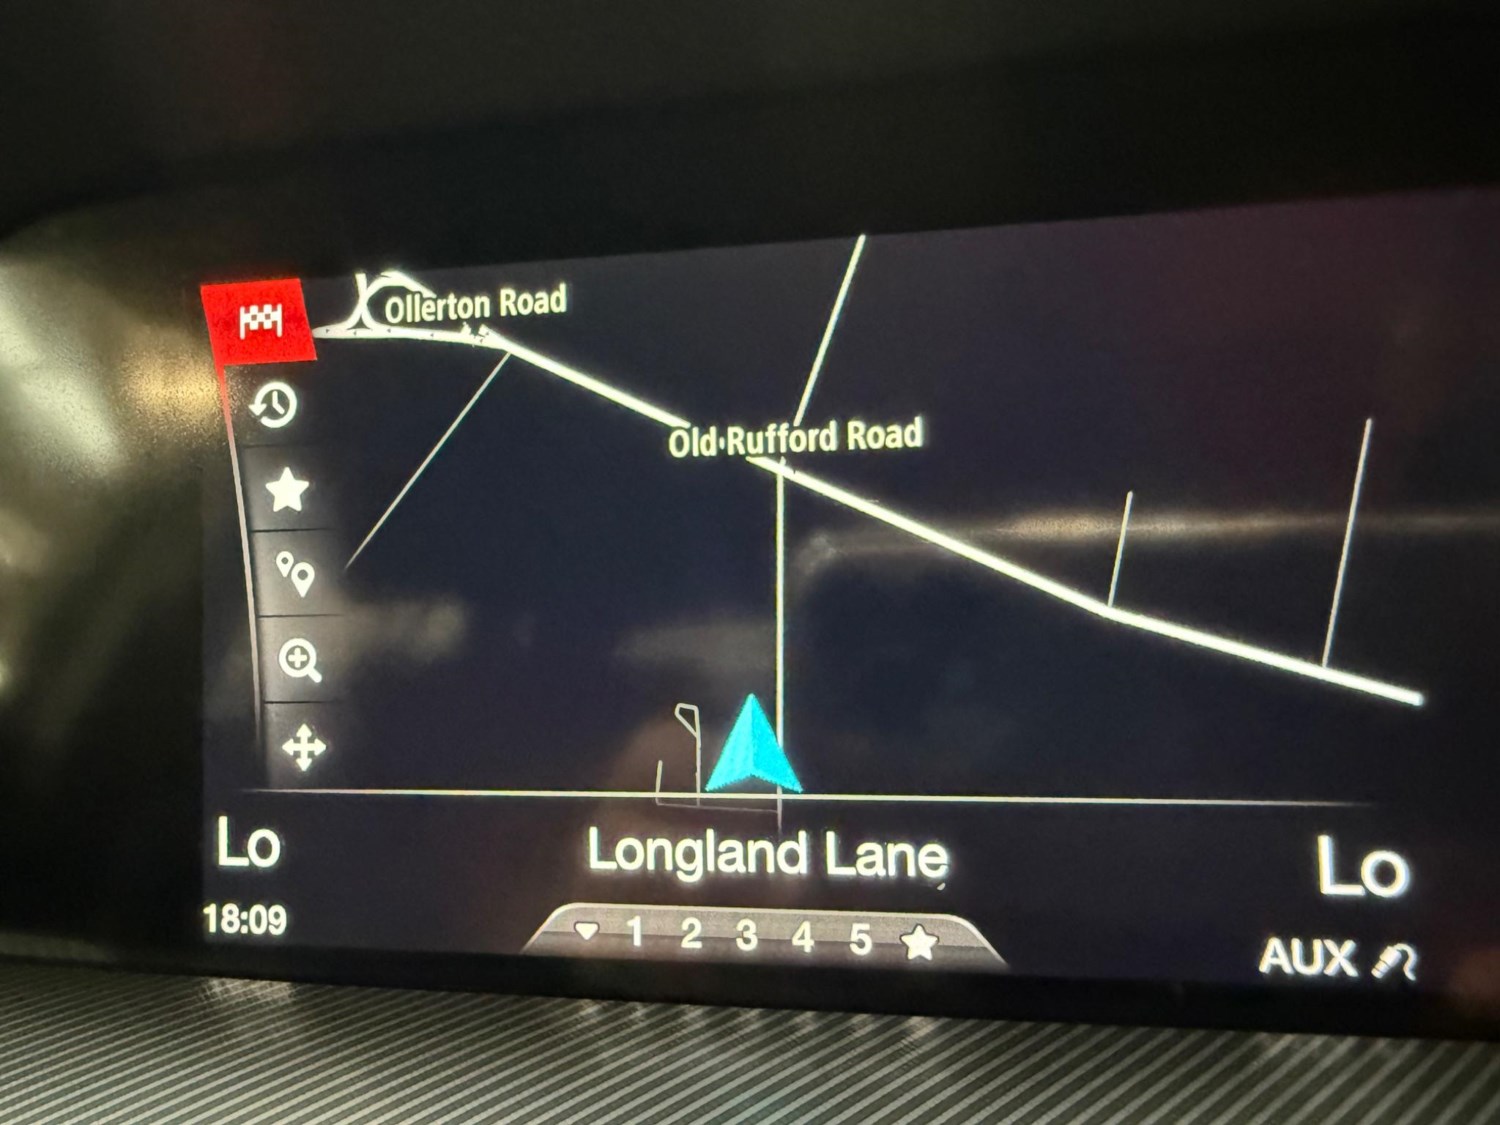 Ollerton Road
Old Rufford Road
Lo
Longland Lane
Lo
18:09
1 2 3 4 5
AUX